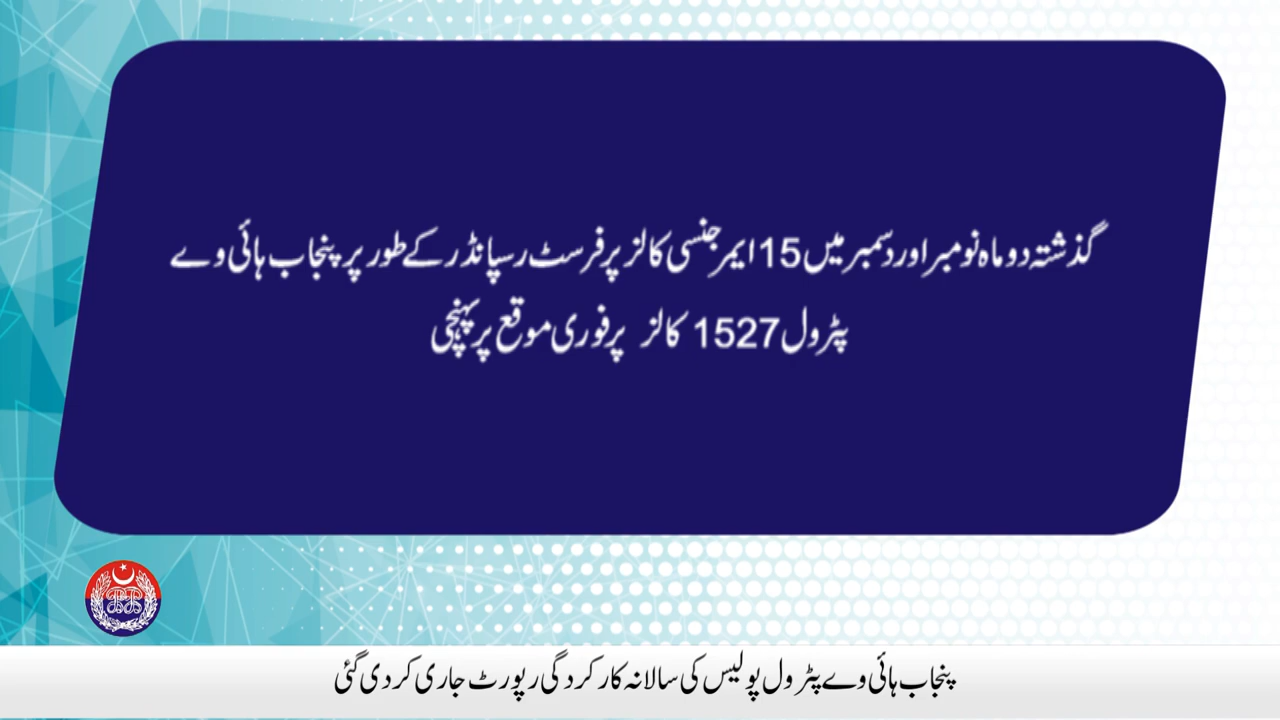 گذشتہ دو ماہ نومبر اور دسمبر میں 15 ایمرجنسی کالز پر فرسٹ رسپانڈر کے طور پر پنجاب ہائی وے
پٹرول 1527 کالز پر فوری موقع پر پہنچی
پنجاب ہائی وے پٹرول پولیس کی سالانہ کارکردگی رپورٹ جاری کر دی گئی